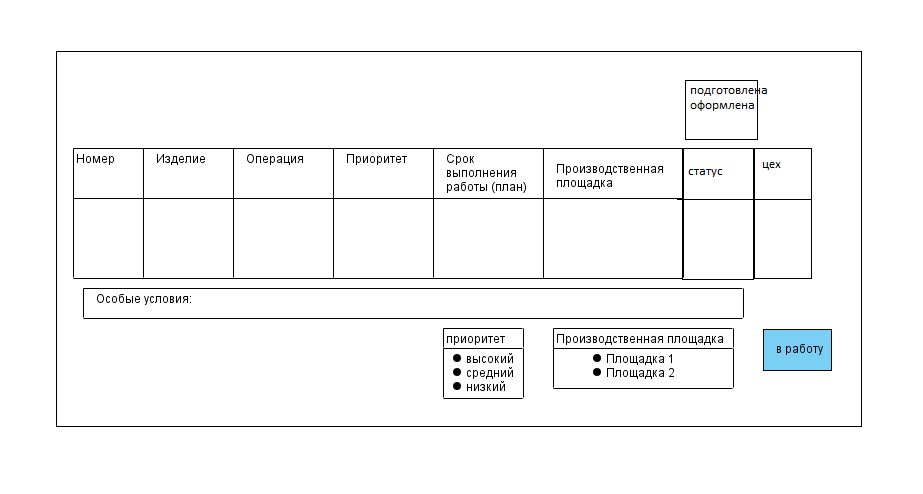 подготовлена
оформлена
Номер
Изделие
Операция
Приоритет
Срок
выполнения
работы (план)
Производственная
площадка
статус
цех
Особые условия:
приоритет
высокий
средний
низкий
Производственная площадка
Площадка 1
Площадка 2
в работу